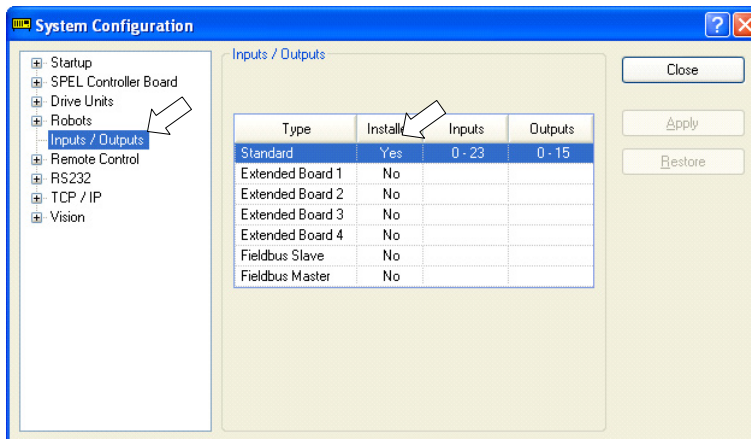 System Configuration
Startup
SPEL Controller Board
Drive Units
Robots
Inputs / Outputs
Remote Control
RS232
TCP / IP
Vision
Inputs / Outputs
Type Installe Inputs Outputs
Standard Yes 0 - 23 0 - 15
Extended Board 1 No
Extended Board 2 No
Extended Board 3 No
Extended Board 4 No
Fieldbus Slave No
Fieldbus Master No
Close
Apply
Restore